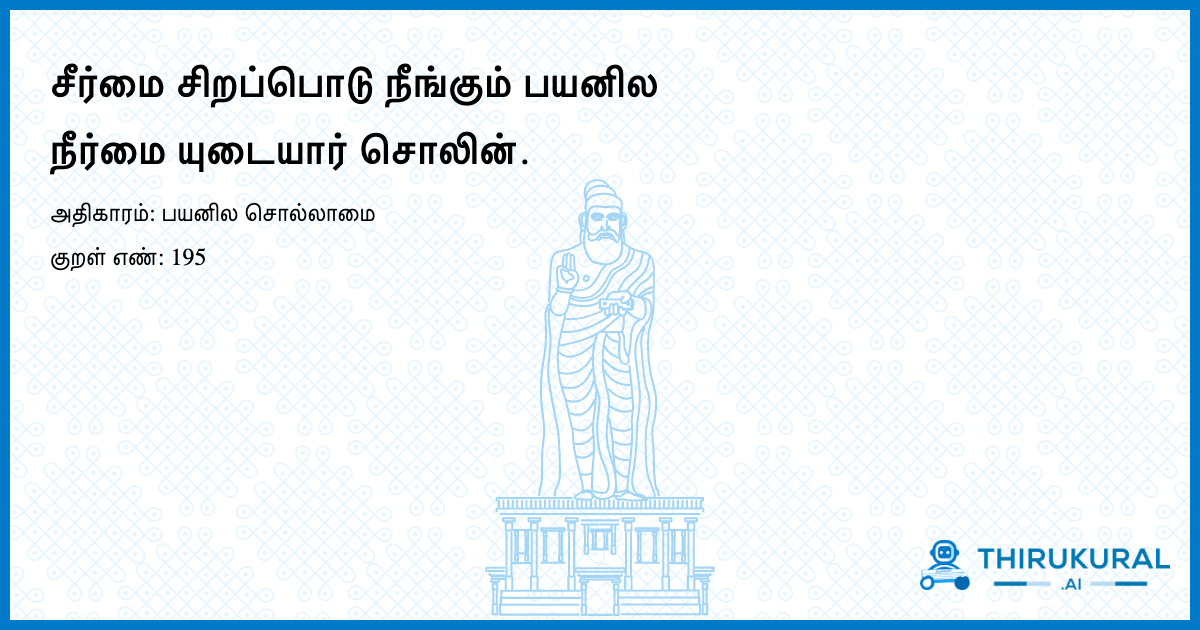 சீர்மை சிறப்பொடு நீங்கும் பயனில
நீர்மை யுடையார் சொலின்.
அதிகாரம்: பயனில சொல்லாமை
குறள் எண்: 195
THIRUKURAL
.AI